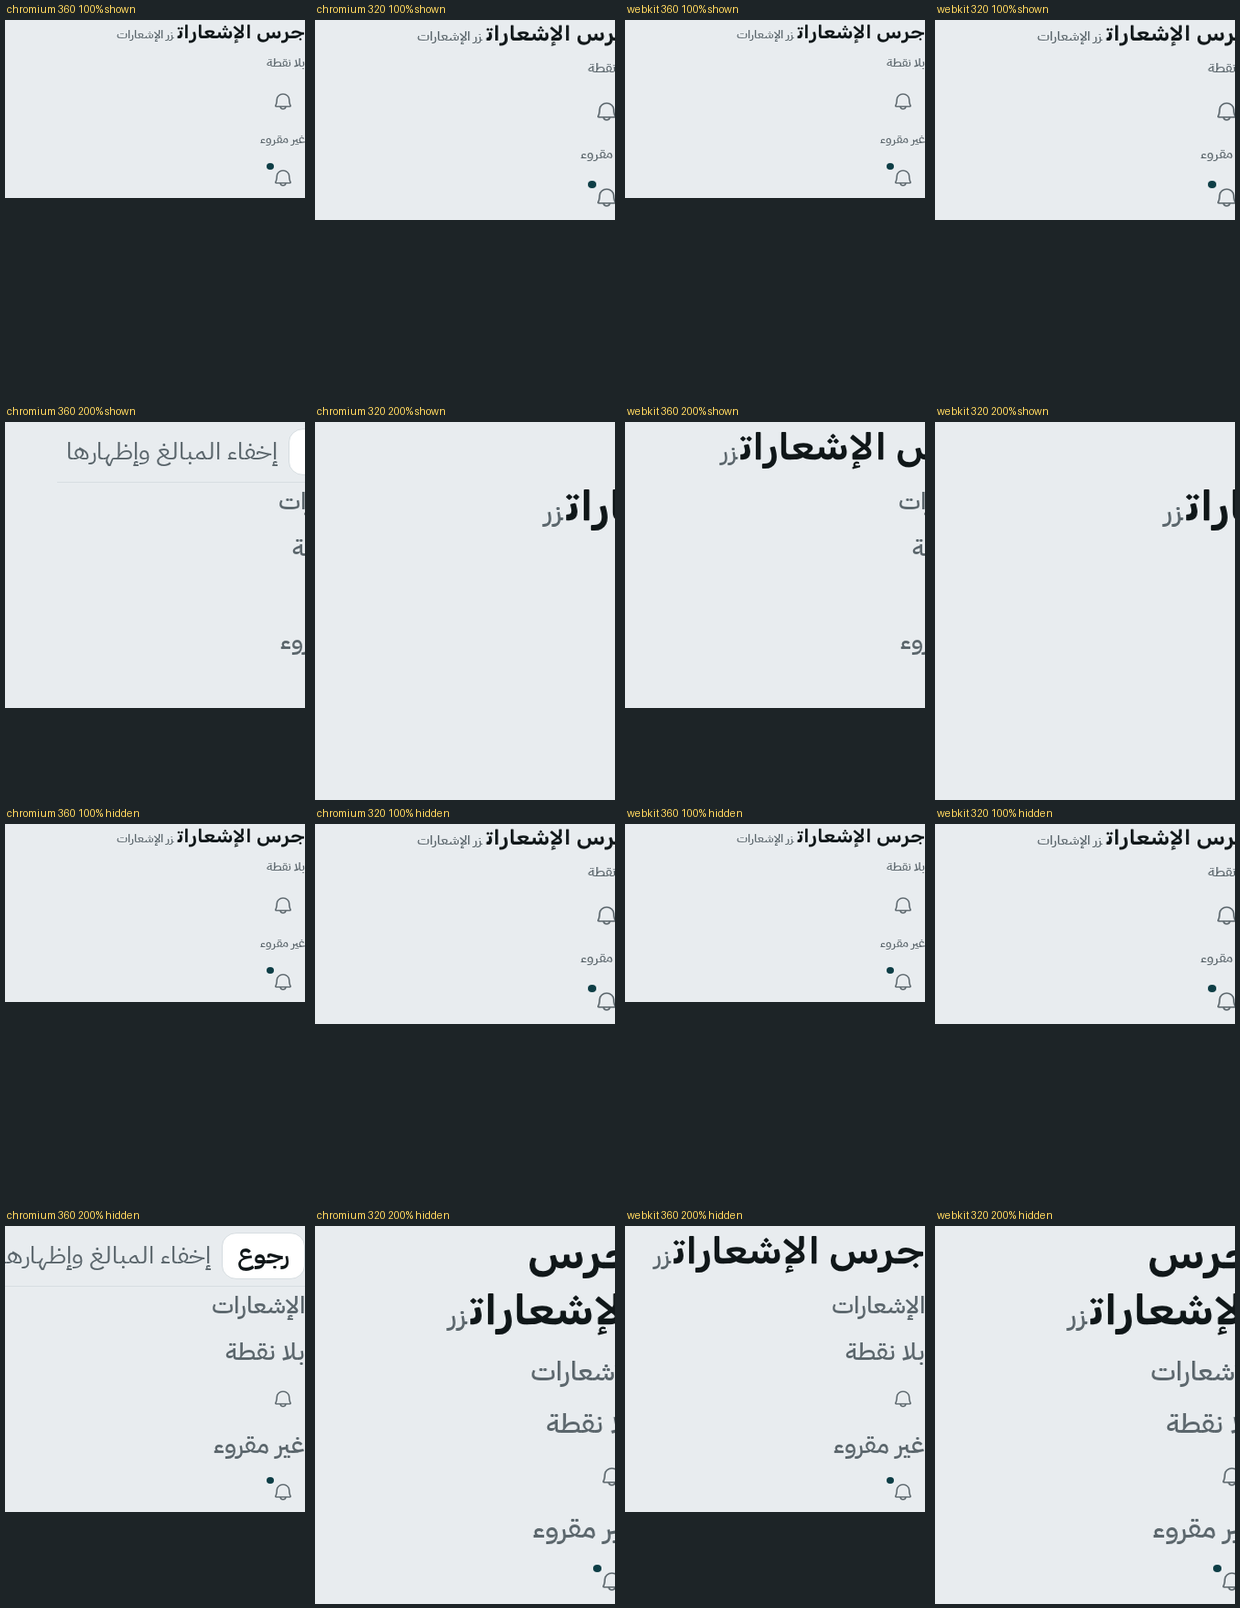 chromium 360 100% shown
chromium 320 100% shown
webkit 360 100% shown
webkit 320 100% shown
جرس الإشعارات زر الإشعارات
الإشعارات زر الإشعارات
جرس الإشعارات زر الإشعارات
الإشعارات زر الإشعارات
بلا نقطة
نقطة
بلا نقطة
نقطة
غير مقروء
مقروء
غير مقروء
مقروء
chromium 360 200% shown
chromium 320 200% shown
webkit 360 200% shown
webkit 320 200% shown
إخفاء المبالغ وإظهارها
الإشعارات زر
زر
زر
chromium 360 100% hidden
chromium 320 100% hidden
webkit 360 100% hidden
webkit 320 100% hidden
جرس الإشعارات زر الإشعارات
الإشعارات زر الإشعارات
جرس الإشعارات زر الإشعارات
الإشعارات زر الإشعارات
بلا نقطة
نقطة
بلا نقطة
نقطة
غير مقروء
مقروء
غير مقروء
مقروء
chromium 360 200% hidden
chromium 320 200% hidden
webkit 360 200% hidden
webkit 320 200% hidden
رجوع إخفاء المبالغ
الإشعارات
بلا نقطة
غير مقروء
جرس
الإشعارات زر
نقطة
مقروء
جرس الإشعارات زر
الإشعارات
بلا نقطة
غير مقروء
جرس
الإشعارات زر
نقطة
مقروء